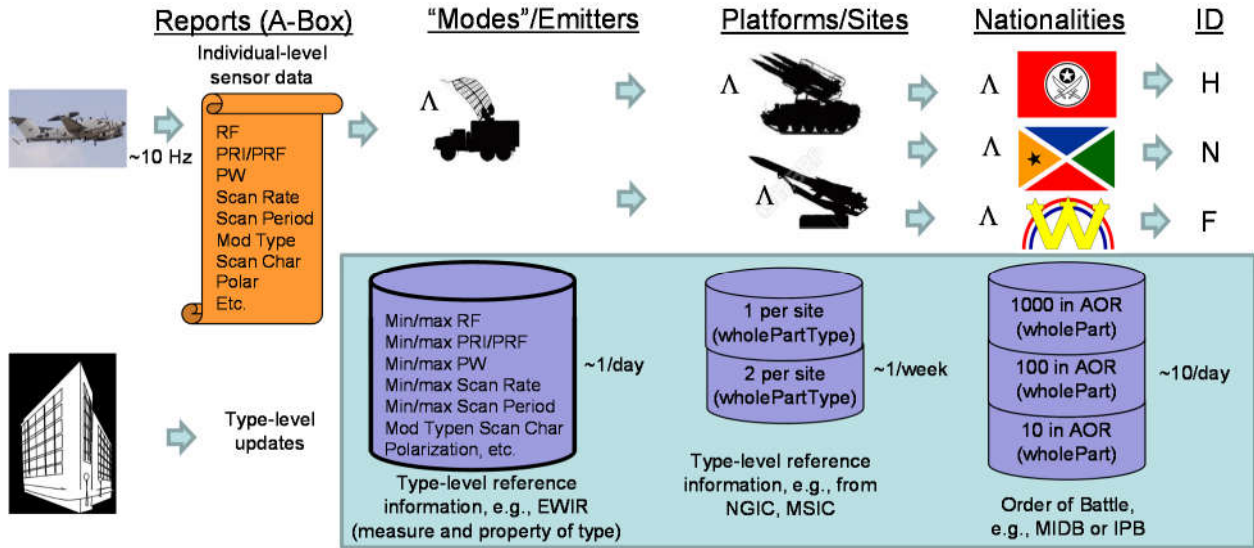 Reports (A-Box)
"Modes"/Emitters
Platforms/Sites
Nationalities
ID
Individual-level
sensor data
~10 Hz
RF
PRI/PRF
PW
Scan Rate
Scan Period
Mod Type
Scan Char
Polar
Etc.
Λ
Λ
Λ
Λ
Λ
Λ
W
H
N
F
Type-level
updates
Min/max RF
Min/max PRI/PRF
Min/max PW
Min/max Scan Rate
Min/max Scan Period
Mod Typen Scan Char
Polarization, etc.
~1/day
Type-level reference
information, e.g., EWIR
(measure and property of type)
1 per site
(wholePartType)
2 per site
(wholePartType)
~1/week
Type-level reference
information, e.g., from
NGIC, MSIC
1000 in AOR
(wholePart)
100 in AOR
(wholePart)
10 in AOR
(wholePart)
~10/day
Order of Battle,
e.g., MIDB or IPB